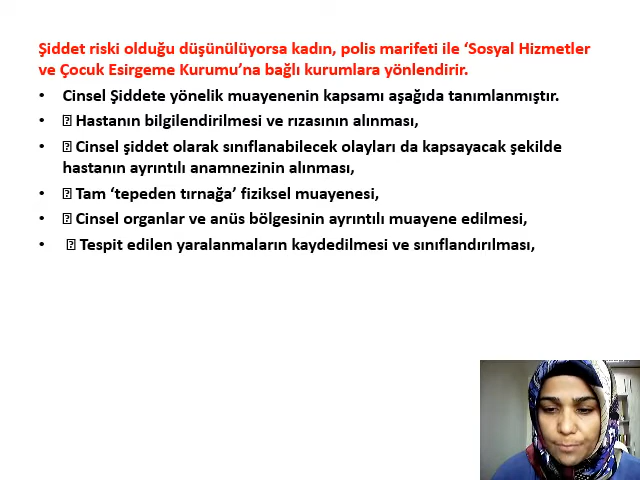 Şiddet riski olduğu düşünülüyorsa kadın, polis marifeti ile ‘Sosyal Hizmetler
ve Çocuk Esirgeme Kurumu’na bağlı kurumlara yönlendirir.
• Cinsel Şiddete yönelik muayenenin kapsamı aşağıda tanımlanmıştır.
• ⍰ Hastanın bilgilendirilmesi ve rızasının alınması,
• ⍰ Cinsel şiddet olarak sınıflanabilecek olayları da kapsayacak şekilde
hastanın ayrıntılı anamnezinin alınması,
• ⍰ Tam ‘tepeden tırnağa’ fiziksel muayenesi,
• ⍰ Cinsel organlar ve anüs bölgesinin ayrıntılı muayene edilmesi,
• ⍰ Tespit edilen yaralanmaların kaydedilmesi ve sınıflandırılması,